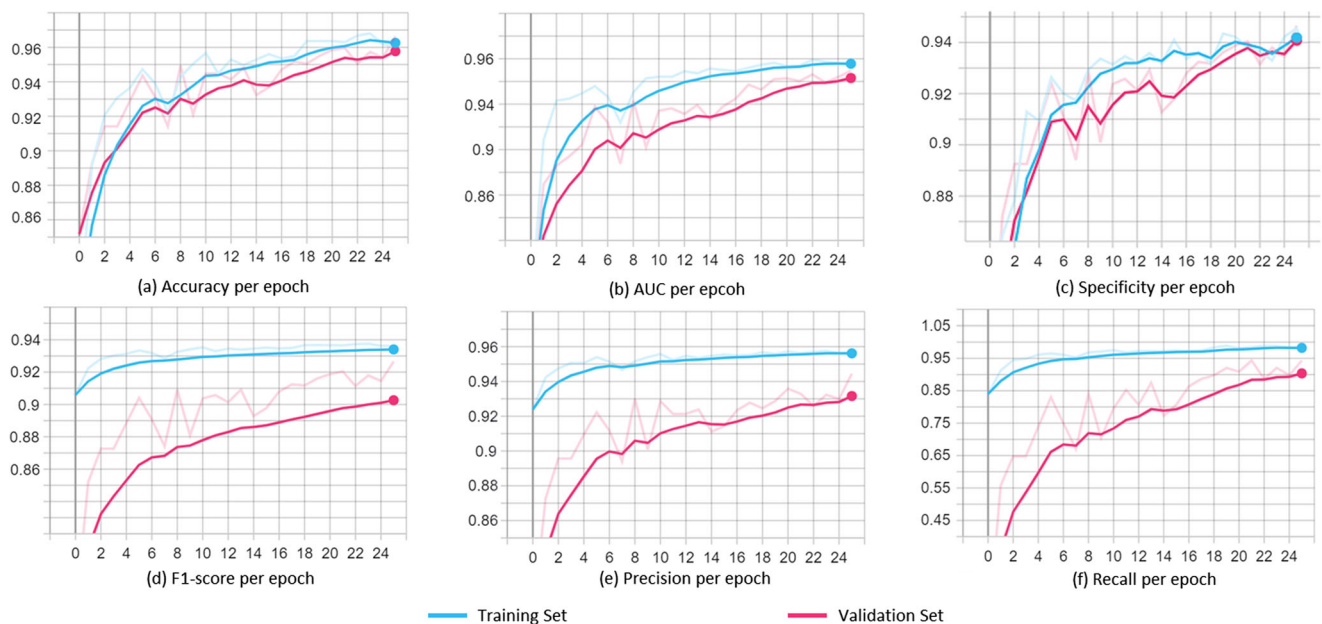 0.96
0.94
0.92
0.9
0.88
0.86
0 2 4 6 8 10 12 14 16 18 20 22 24
(a) Accuracy per epoch
0.96
0.94
0.9
0.86
0 2 4 6 8 10 12 14 16 18 20 22 24
(b) AUC per epcoh
0.94
0.92
0.9
0.88
0 2 4 6 8 10 12 14 16 18 20 22 24
(c) Specificity per epcoh
0.94
0.92
0.9
0.88
0.86
0 2 4 6 8 10 12 14 16 18 20 22 24
(d) F1-score per epoch
0.96
0.94
0.92
0.9
0.88
0.86
0 2 4 6 8 10 12 14 16 18 20 22 24
(e) Precision per epoch
1.05
0.95
0.85
0.75
0.65
0.55
0.45
0 2 4 6 8 10 12 14 16 18 20 22 24
(f) Recall per epoch
Training Set
Validation Set